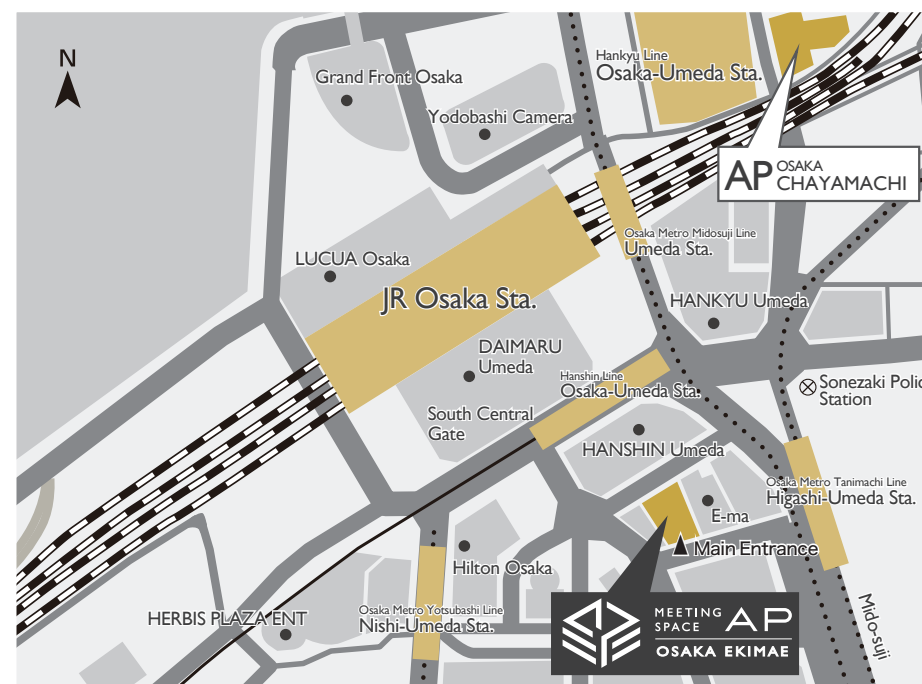 N
Grand Front Osaka
Yodobashi Camera
Hankyu Line
Osaka-Umeda Sta.
AP OSAKA
CHAYAMACHI
Osaka Metro Midosuji Line
Umeda Sta.
LUCUA Osaka
JR Osaka Sta.
HANKYU Umeda
DAIMARU
Umeda
Hanshin Line
Osaka-Umeda Sta.
Sonezaki Polic
Station
South Central
Gate
HANSHIN Umeda
Osaka Metro Tanimachi Line
Higashi-Umeda Sta.
E-ma
Main Entrance
Hilton Osaka
HERBIS PLAZA ENT
Osaka Metro Yotsubashi Line
Nishi-Umeda Sta.
Mido-suji
MEETING
SPACE AP
OSAKA EKIMAE